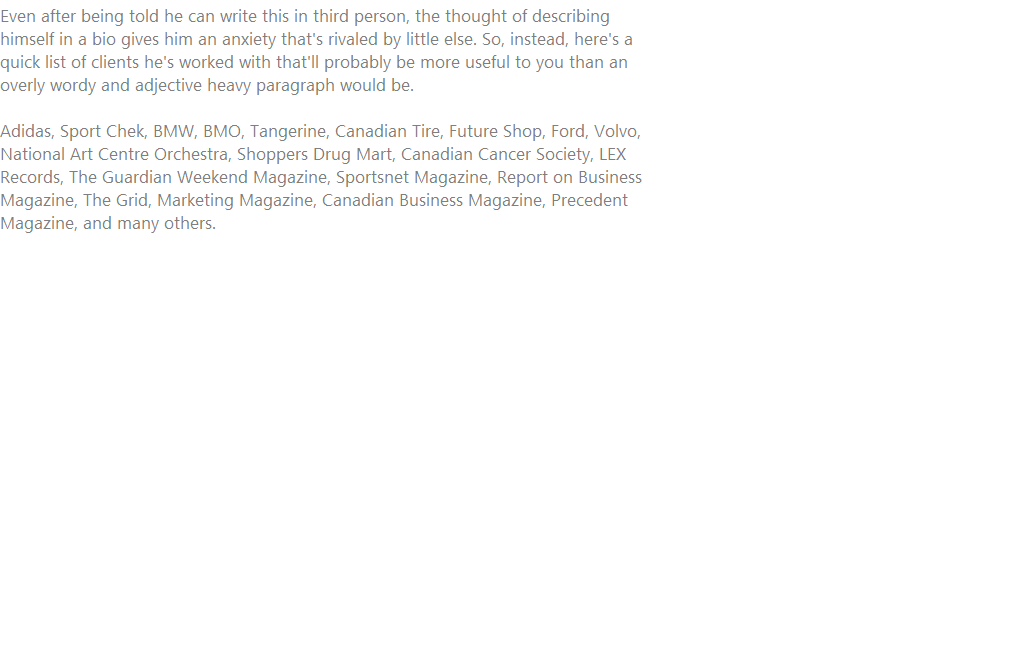 Even after being told he can write this in third person, the thought of describing
himself in a bio gives him an anxiety that's rivaled by little else. So, instead, here's a
quick list of clients he's worked with that'll probably be more useful to you than an
overly wordy and adjective heavy paragraph would be.

Adidas, Sport Chek, BMW, BMO, Tangerine, Canadian Tire, Future Shop, Ford, Volvo,
National Art Centre Orchestra, Shoppers Drug Mart, Canadian Cancer Society, LEX
Records, The Guardian Weekend Magazine, Sportsnet Magazine, Report on Business
Magazine, The Grid, Marketing Magazine, Canadian Business Magazine, Precedent
Magazine, and many others.